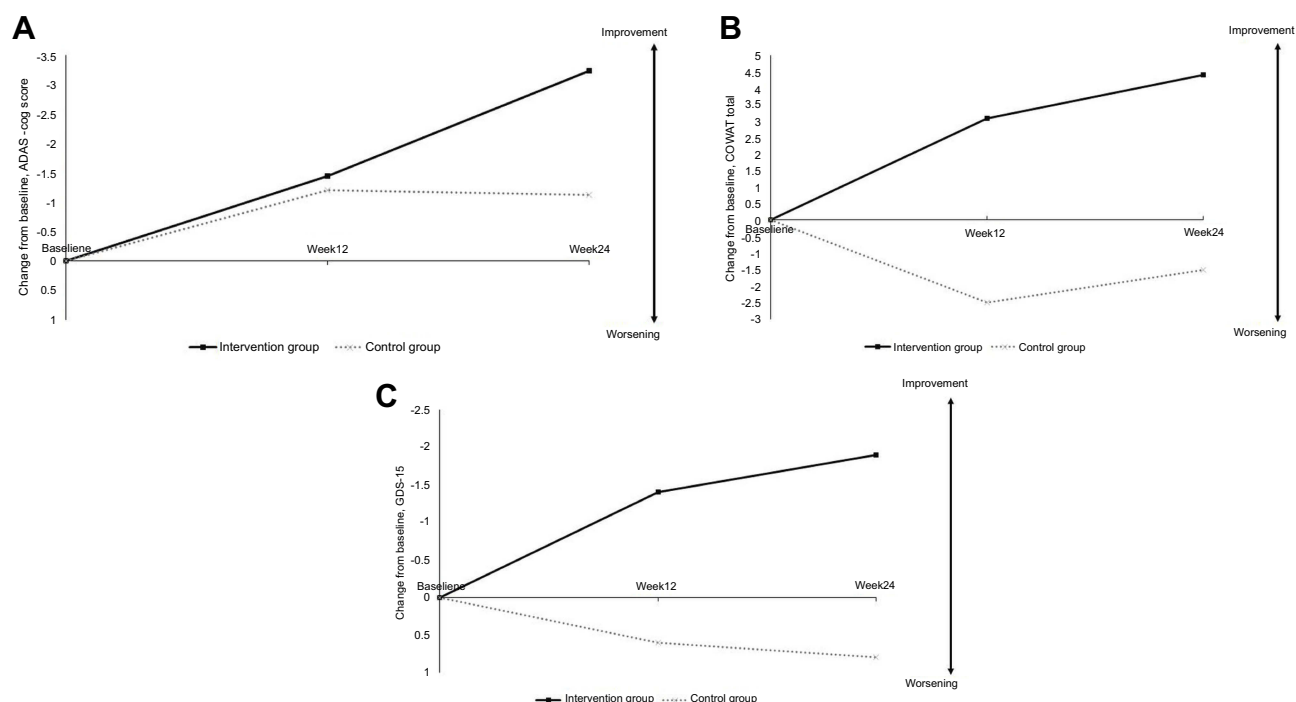 A
Improvement
Change from baseline, ADAS -cog score
-3.5
-3
-2.5
-2
-1.5
-1
-0.5
0
0.5
1
Baseliene
Week12
Week24
Worsening
Intervention group Control group
B
Improvement
Change from baseline, COWAT total
5
4.5
4
3.5
3
2.5
2
1.5
1
0.5
0
-0.5
-1
-1.5
-2
-2.5
-3
Baseliene
Week12
Week24
Worsening
Intervention group Control group
C
Improvement
Change from baseline, GDS-15
-2.5
-2
-1.5
-1
-0.5
0
0.5
1
Baseliene
Week12
Week24
Worsening
Intervention group Control group